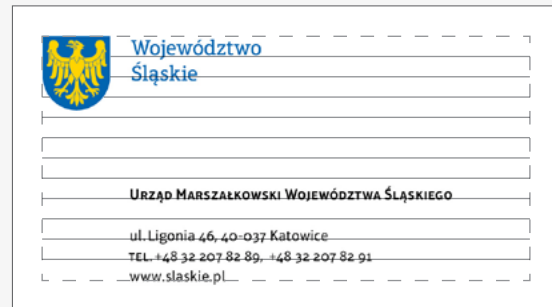 Województwo
Śląskie
Urząd Marszałkowski Województwa Śląskiego
ul. Ligonia 46, 40-037 Katowice
TEL. +48 32 207 82 89, +48 32 207 82 91
www.slaskie.pl